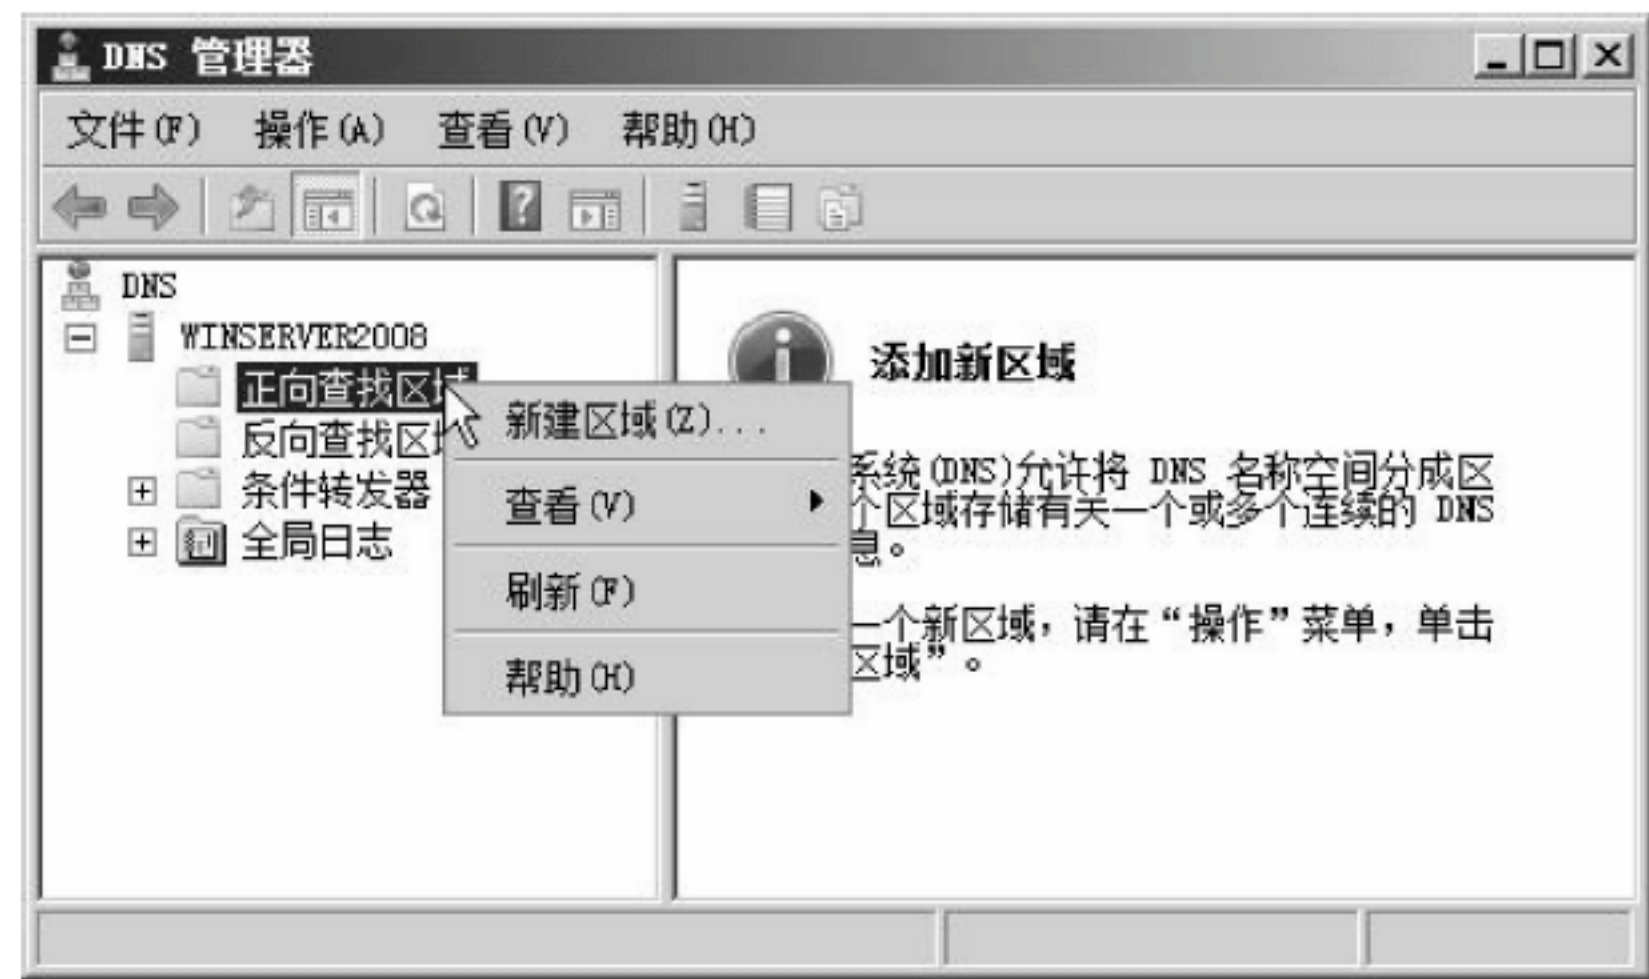 DNS 管理器
文件(F) 操作(A) 查看(V) 帮助(H)
DNS
WINSERVER2008
正向查找区域
反向查找区
条件转发器
全局日志
新建区域(Z)...
查看(V)
刷新(F)
帮助(H)
添加新区域
系统(DNS)允许将 DNS 名称空间分成区
个区域存储有关一个或多个连续的 DNS
息。
一个新区域，请在“操作”菜单，单击
区域”。